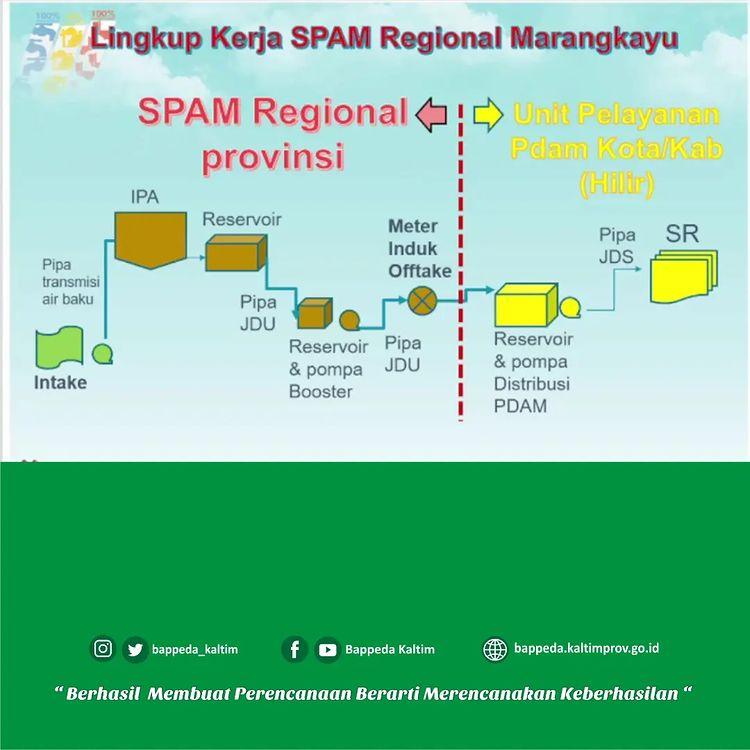 100% 100%
Lingkup Kerja SPAM Regional Marangkayu
SPAM Regional
provinsi
Unit Pelayanan
Pdam Kota/Kab
(Hilir)
IPA
Reservoir
Pipa
transmisi
air baku
Intake
Pipa
JDU
Reservoir
& pompa
Booster
Meter
Induk
Offtake
Pipa
JDU
Reservoir
& pompa
Distribusi
PDAM
Pipa
JDS
SR
bappeda_kaltim
Bappeda Kaltim
bappeda.kaltimprov.go.id
“ Berhasil Membuat Perencanaan Berarti Merencanakan Keberhasilan “